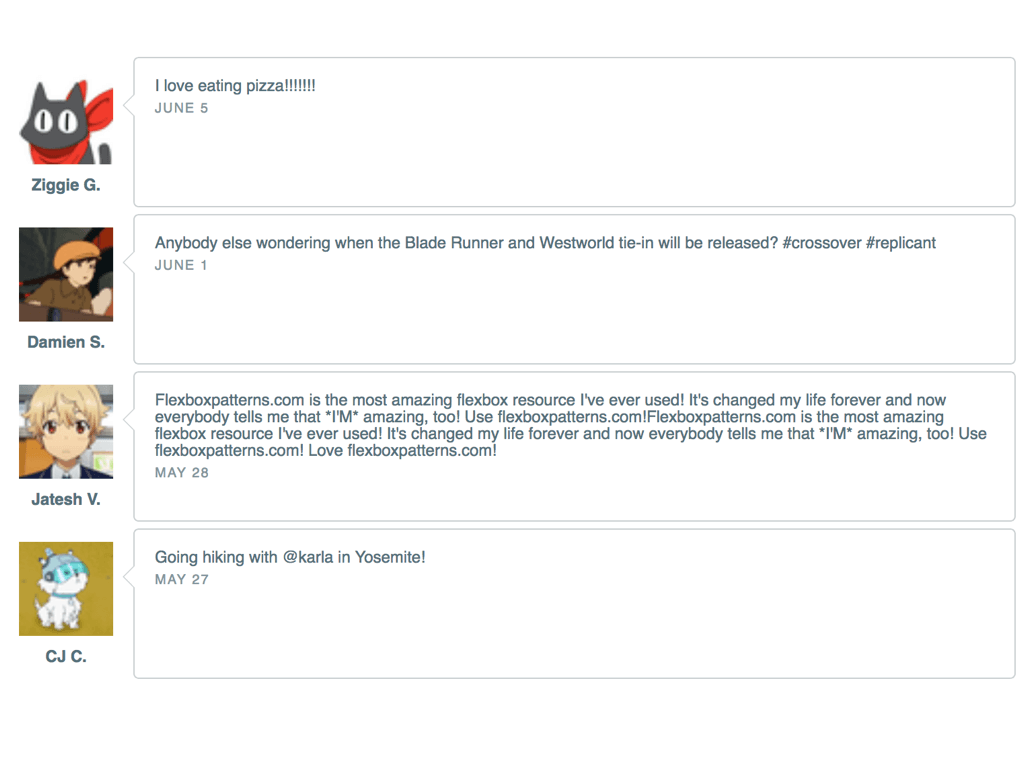 I love eating pizza!!!!!!!
JUNE 5
Ziggie G.
Anybody else wondering when the Blade Runner and Westworld tie-in will be released? #crossover #replicant
JUNE 1
Damien S.
Flexboxpatterns.com is the most amazing flexbox resource I've ever used! It's changed my life forever and now
everybody tells me that *I'M* amazing, too! Use flexboxpatterns.com!Flexboxpatterns.com is the most amazing
flexbox resource I've ever used! It's changed my life forever and now everybody tells me that *I'M* amazing, too! Use
flexboxpatterns.com! Love flexboxpatterns.com!
MAY 28
Jatesh V.
Going hiking with @karla in Yosemite!
MAY 27
CJ C.